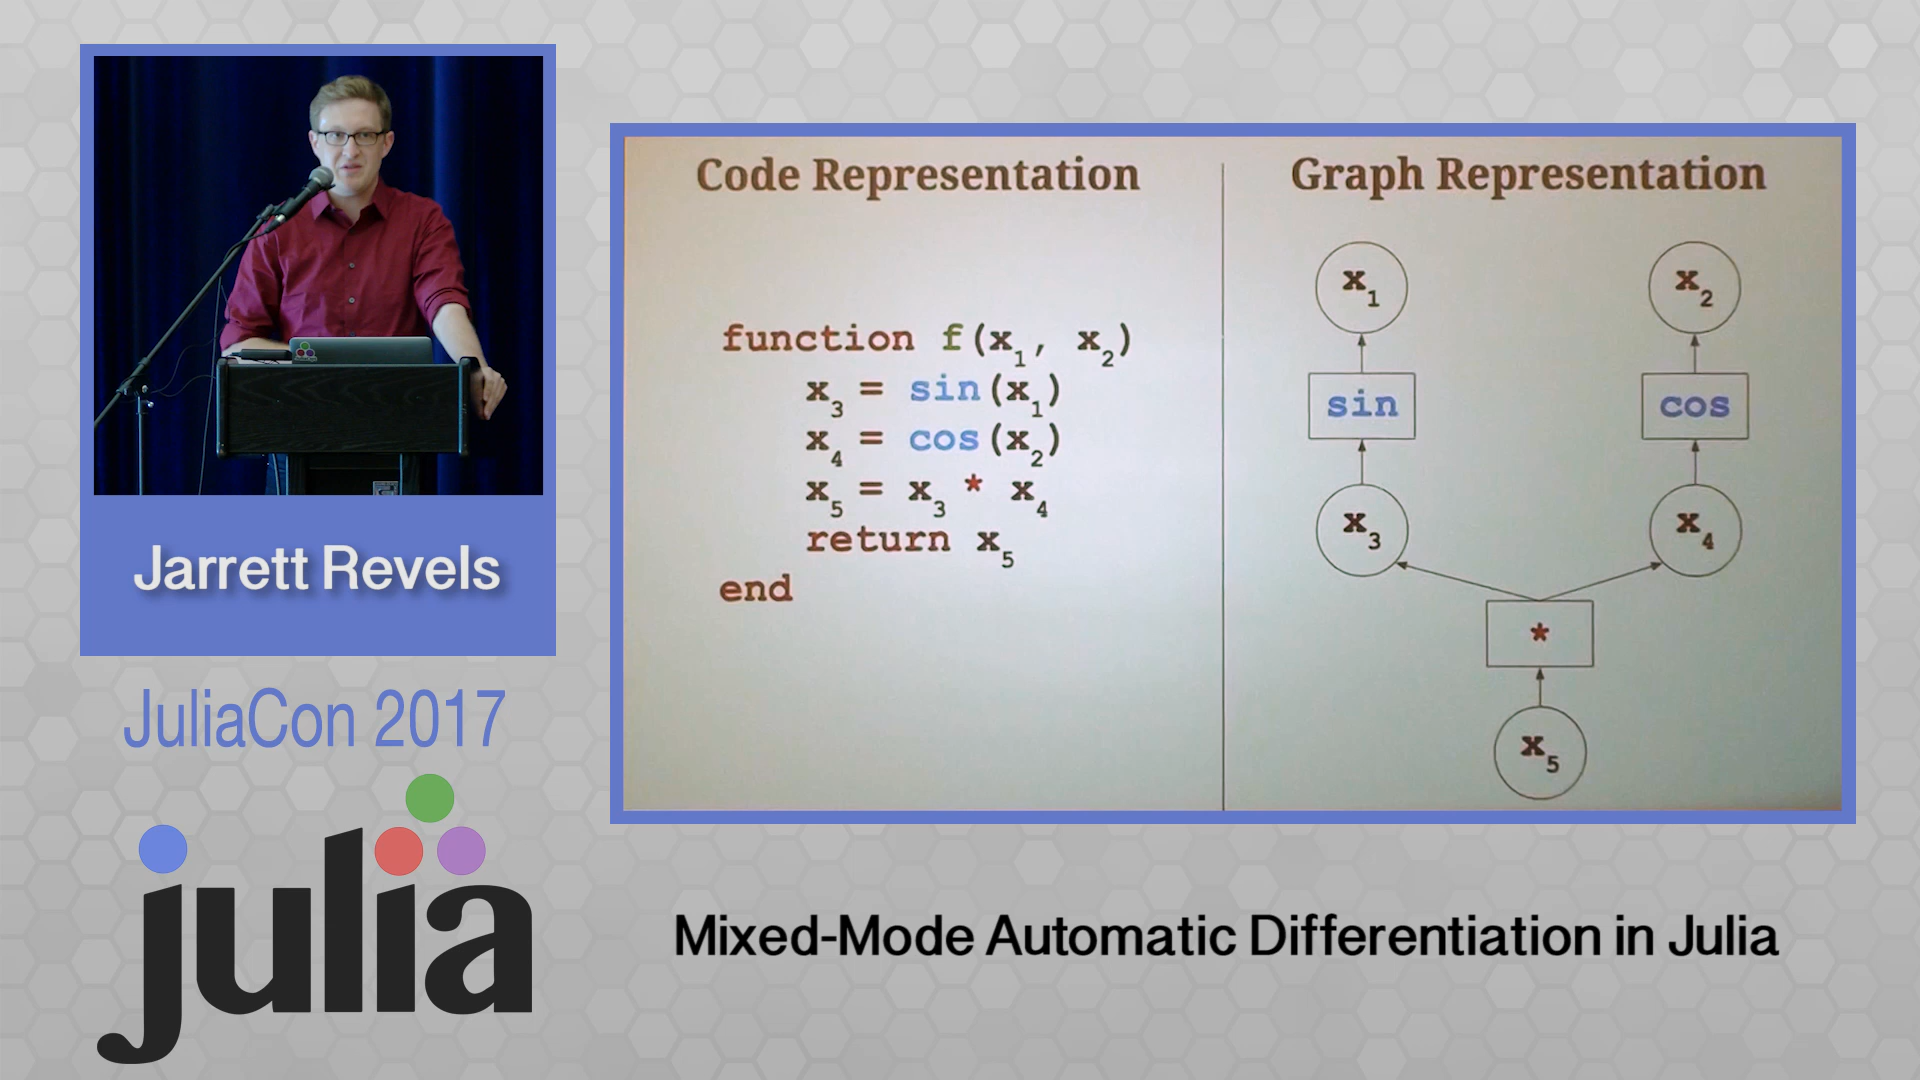 Jarrett Revels
JuliaCon 2017
julia
Code Representation
function f(x₁, x₂)
x₃ = sin(x₁)
x₄ = cos(x₂)
x₅ = x₃ * x₄
return x₅
end
Graph Representation
x₁ x₂
sin cos
x₃ x₄
*
x₅
Mixed-Mode Automatic Differentiation in Julia